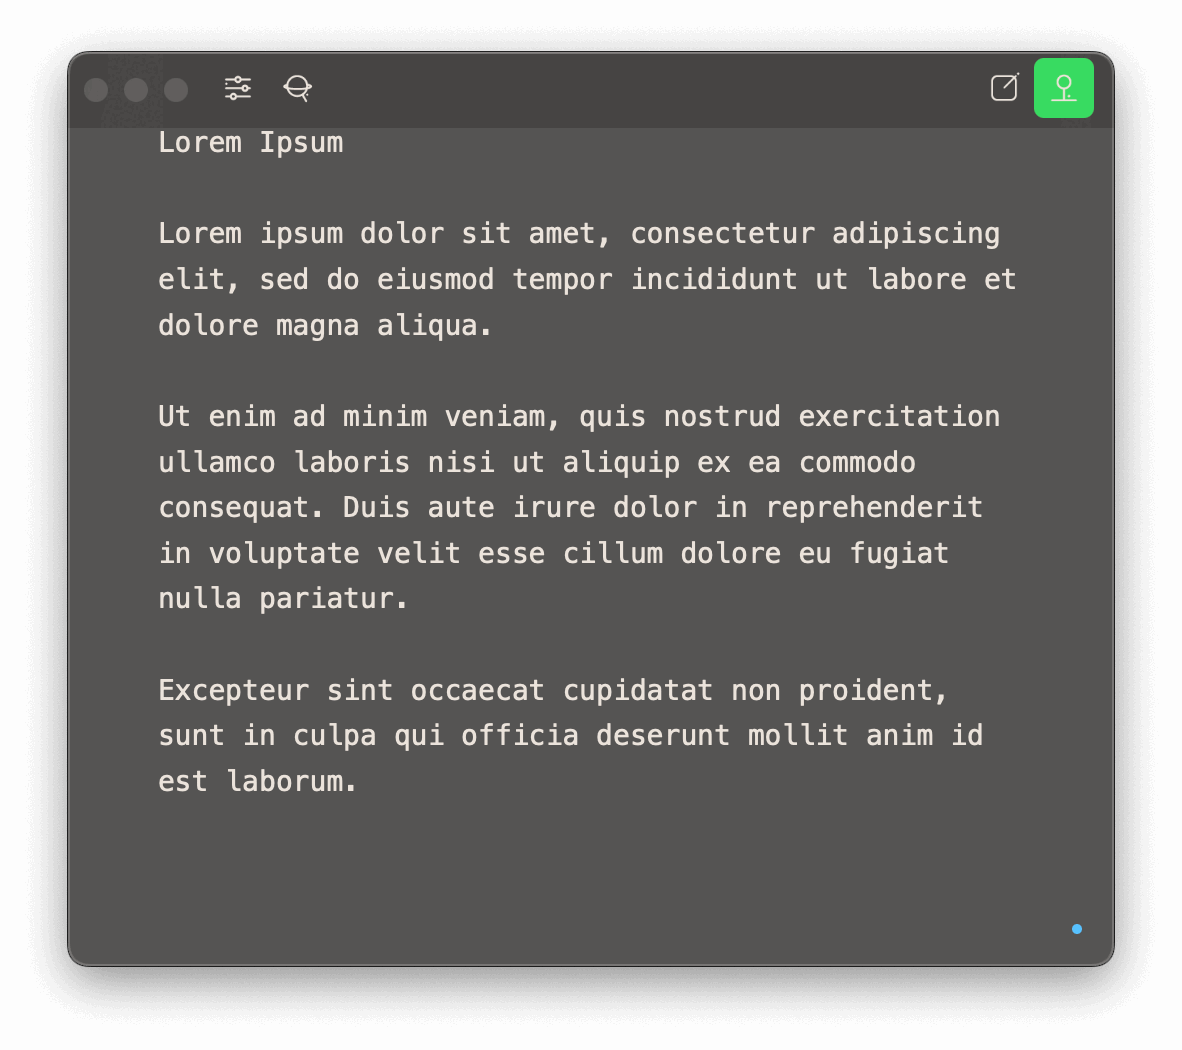 Lorem Ipsum
Lorem ipsum dolor sit amet, consectetur adipiscing
elit, sed do eiusmod tempor incididunt ut labore et
dolore magna aliqua.
Ut enim ad minim veniam, quis nostrud exercitation
ullamco laboris nisi ut aliquip ex ea commodo
consequat. Duis aute irure dolor in reprehenderit
in voluptate velit esse cillum dolore eu fugiat
nulla pariatur.
Excepteur sint occaecat cupidatat non proident,
sunt in culpa qui officia deserunt mollit anim id
est laborum.